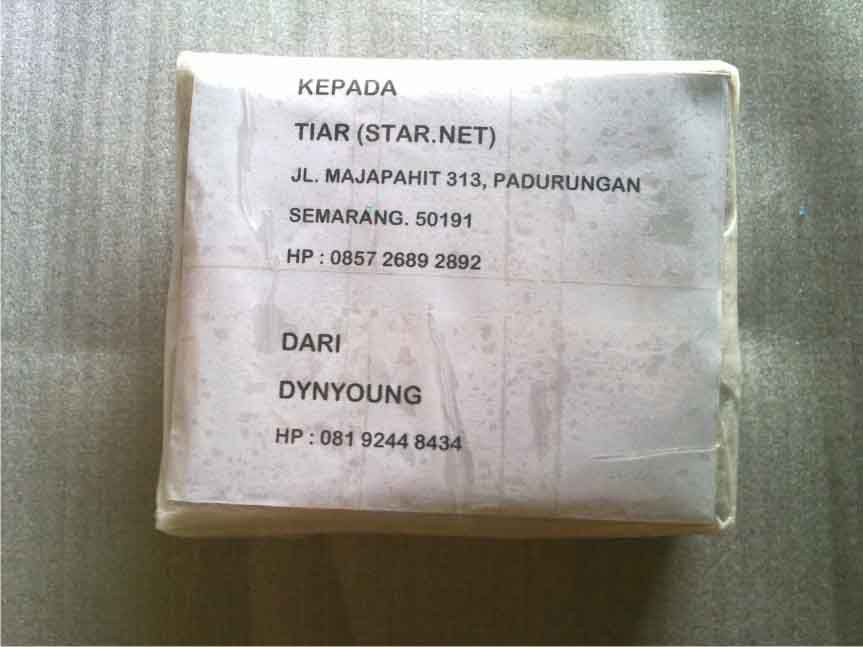 KEPADA
TIAR (STAR.NET)
JL. MAJAPAHIT 313, PADURUNGAN
SEMARANG. 50191
HP : 0857 2689 2892
DARI
DYNYOUNG
HP : 081 9244 8434